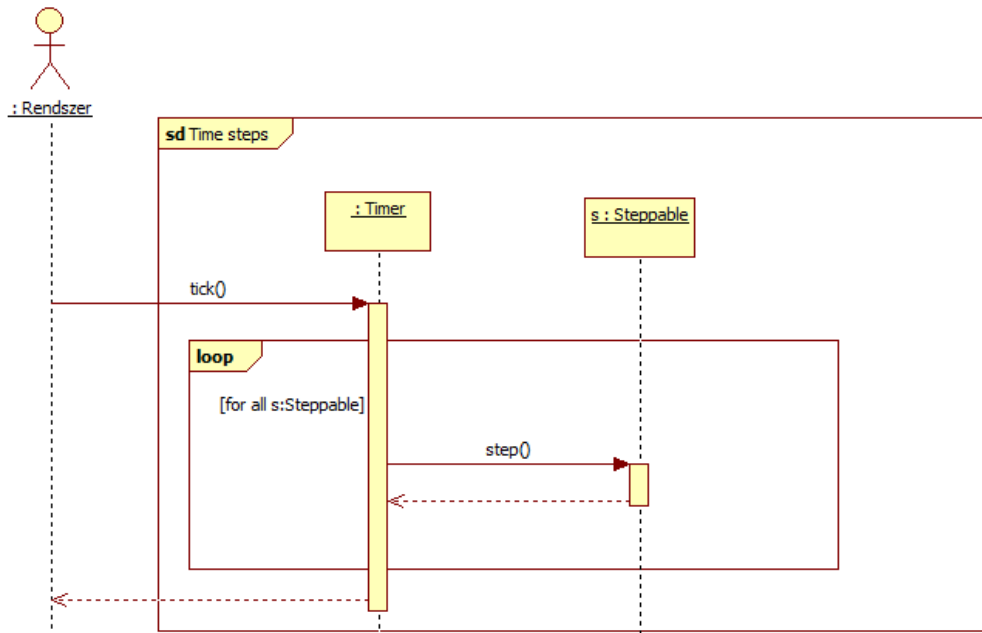 : Rendszer
sd Time steps
: Timer
s : Steppable
tick()
loop
[for all s:Steppable]
step()